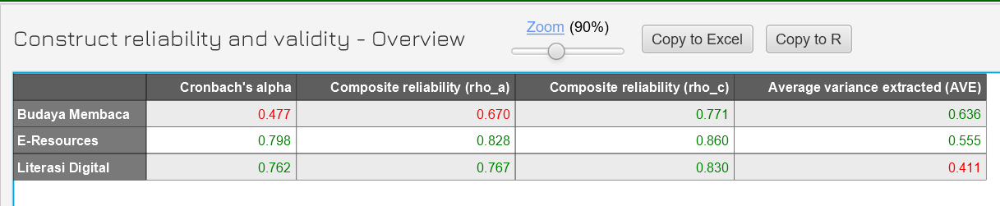 Construct reliability and validity - Overview
Zoom (90%)
Copy to Excel
Copy to R
Cronbach's alpha Composite reliability (rho_a) Composite reliability (rho_c) Average variance extracted (AVE)
Budaya Membaca 0.477 0.670 0.771 0.636
E-Resources 0.798 0.828 0.860 0.555
Literasi Digital 0.762 0.767 0.830 0.411